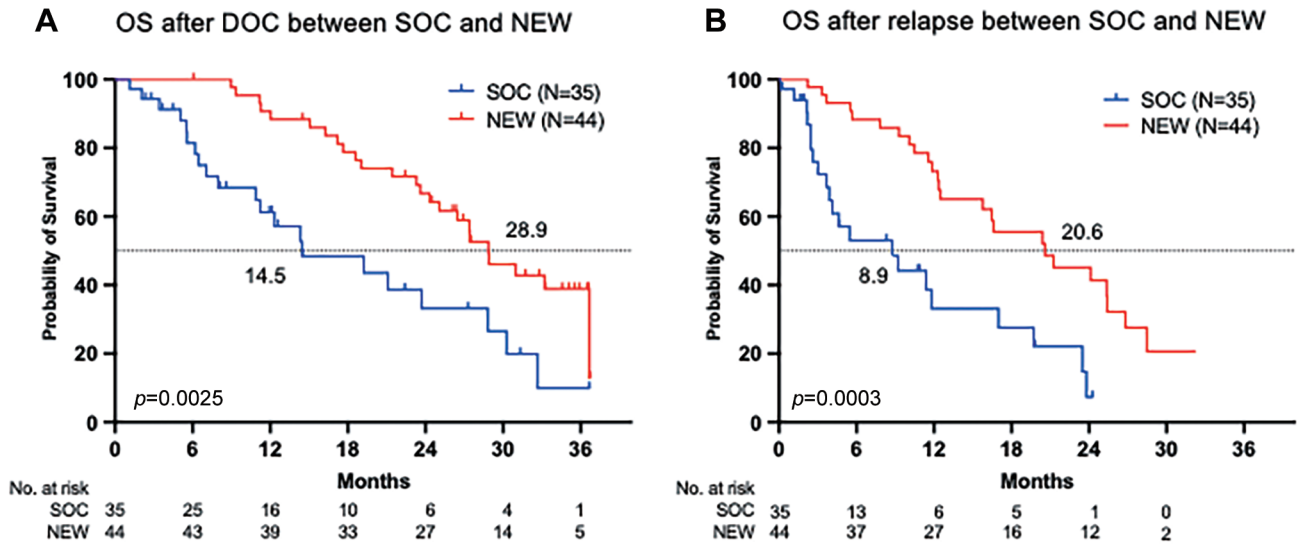 A OS after DOC between SOC and NEW
Probability of Survival
100
80
60
40
20
0
SOC (N=35)
NEW (N=44)
28.9
14.5
p=0.0025
0 6 12 18 24 30 36
Months
No. at risk
SOC 35 25 16 10 6 4 1
NEW 44 43 39 33 27 14 5
B OS after relapse between SOC and NEW
Probability of Survival
100
80
60
40
20
0
SOC (N=35)
NEW (N=44)
20.6
8.9
p=0.0003
0 6 12 18 24 30 36
Months
No. at risk
SOC 35 13 6 5 1 0
NEW 44 37 27 16 12 2